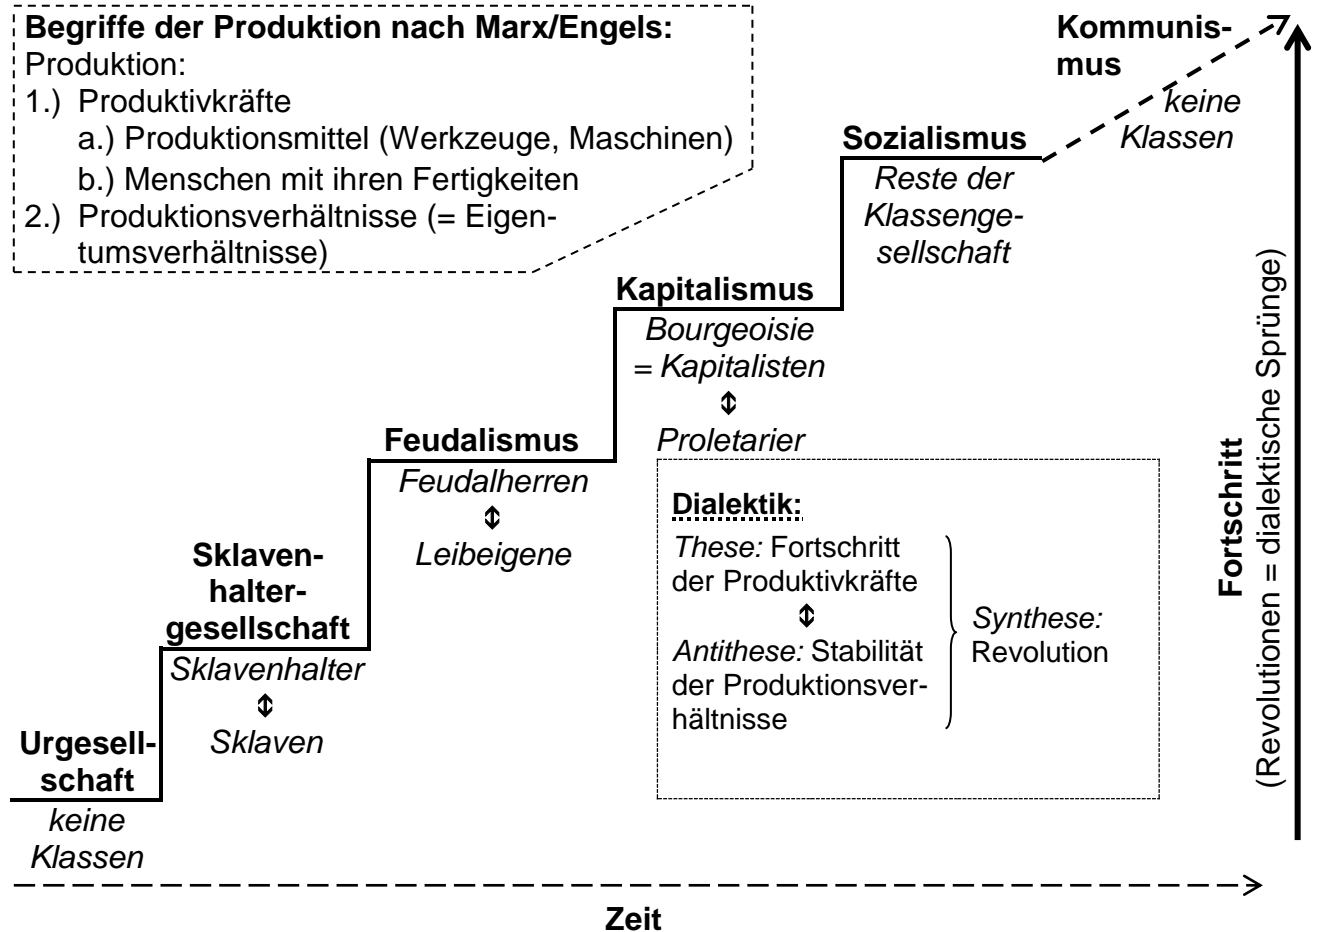 Begriffe der Produktion nach Marx/Engels:
Produktion:
1.) Produktivkräfte
a.) Produktionsmittel (Werkzeuge, Maschinen)
b.) Menschen mit ihren Fertigkeiten
2.) Produktionsverhältnisse (= Eigen-
tumsverhältnisse)
Kommunis-
mus
keine
Klassen
Sozialismus
Reste der
Klassenge-
sellschaft
Kapitalismus
Bourgeoisie
= Kapitalisten
⇕
Proletarier
Feudalismus
Feudalherren
⇕
Leibeigene
Sklaven-
halter-
gesellschaft
Sklavenhalter
⇕
Sklaven
Urgesell-
schaft
keine
Klassen
Dialektik:
These: Fortschritt
der Produktivkräfte
⇕
Antithese: Stabilität
der Produktionsver-
hältnisse
Synthese:
Revolution
Fortschritt
(Revolutionen = dialektische Sprünge)
Zeit